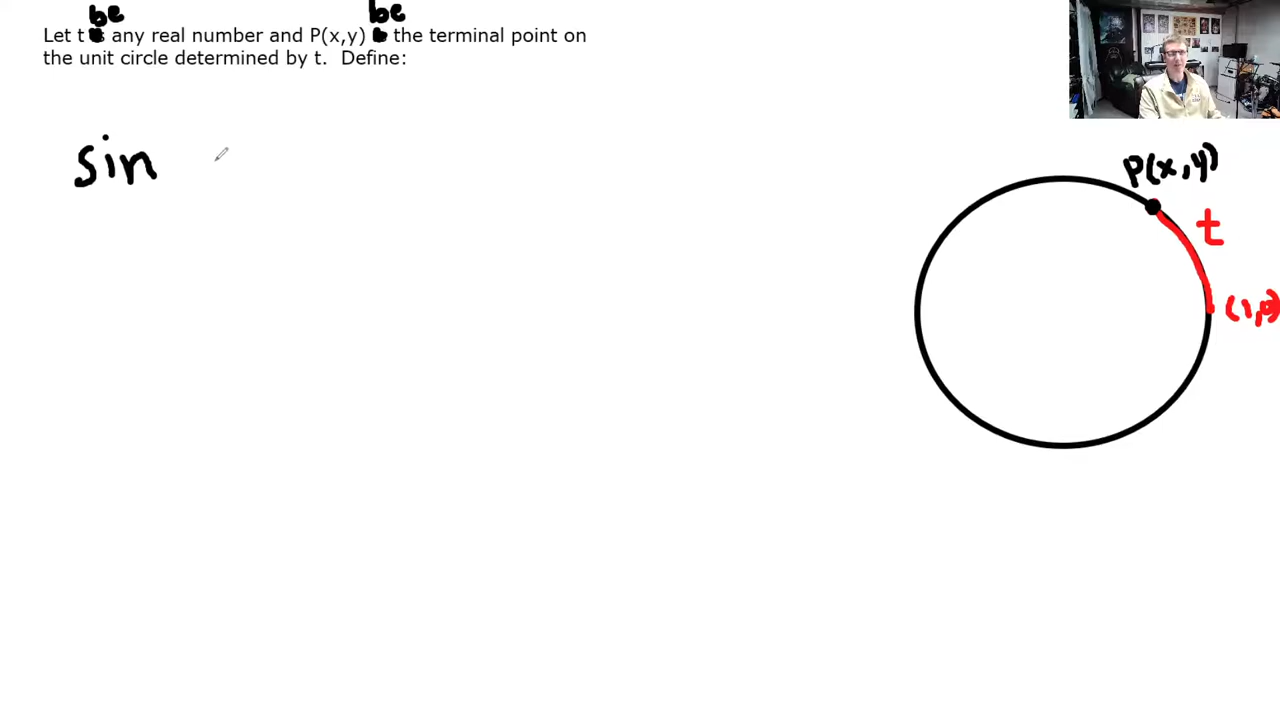 be be
Let t any real number and P(x,y) the terminal point on
the unit circle determined by t. Define:
sin
P(x,y)
t
(1,0)